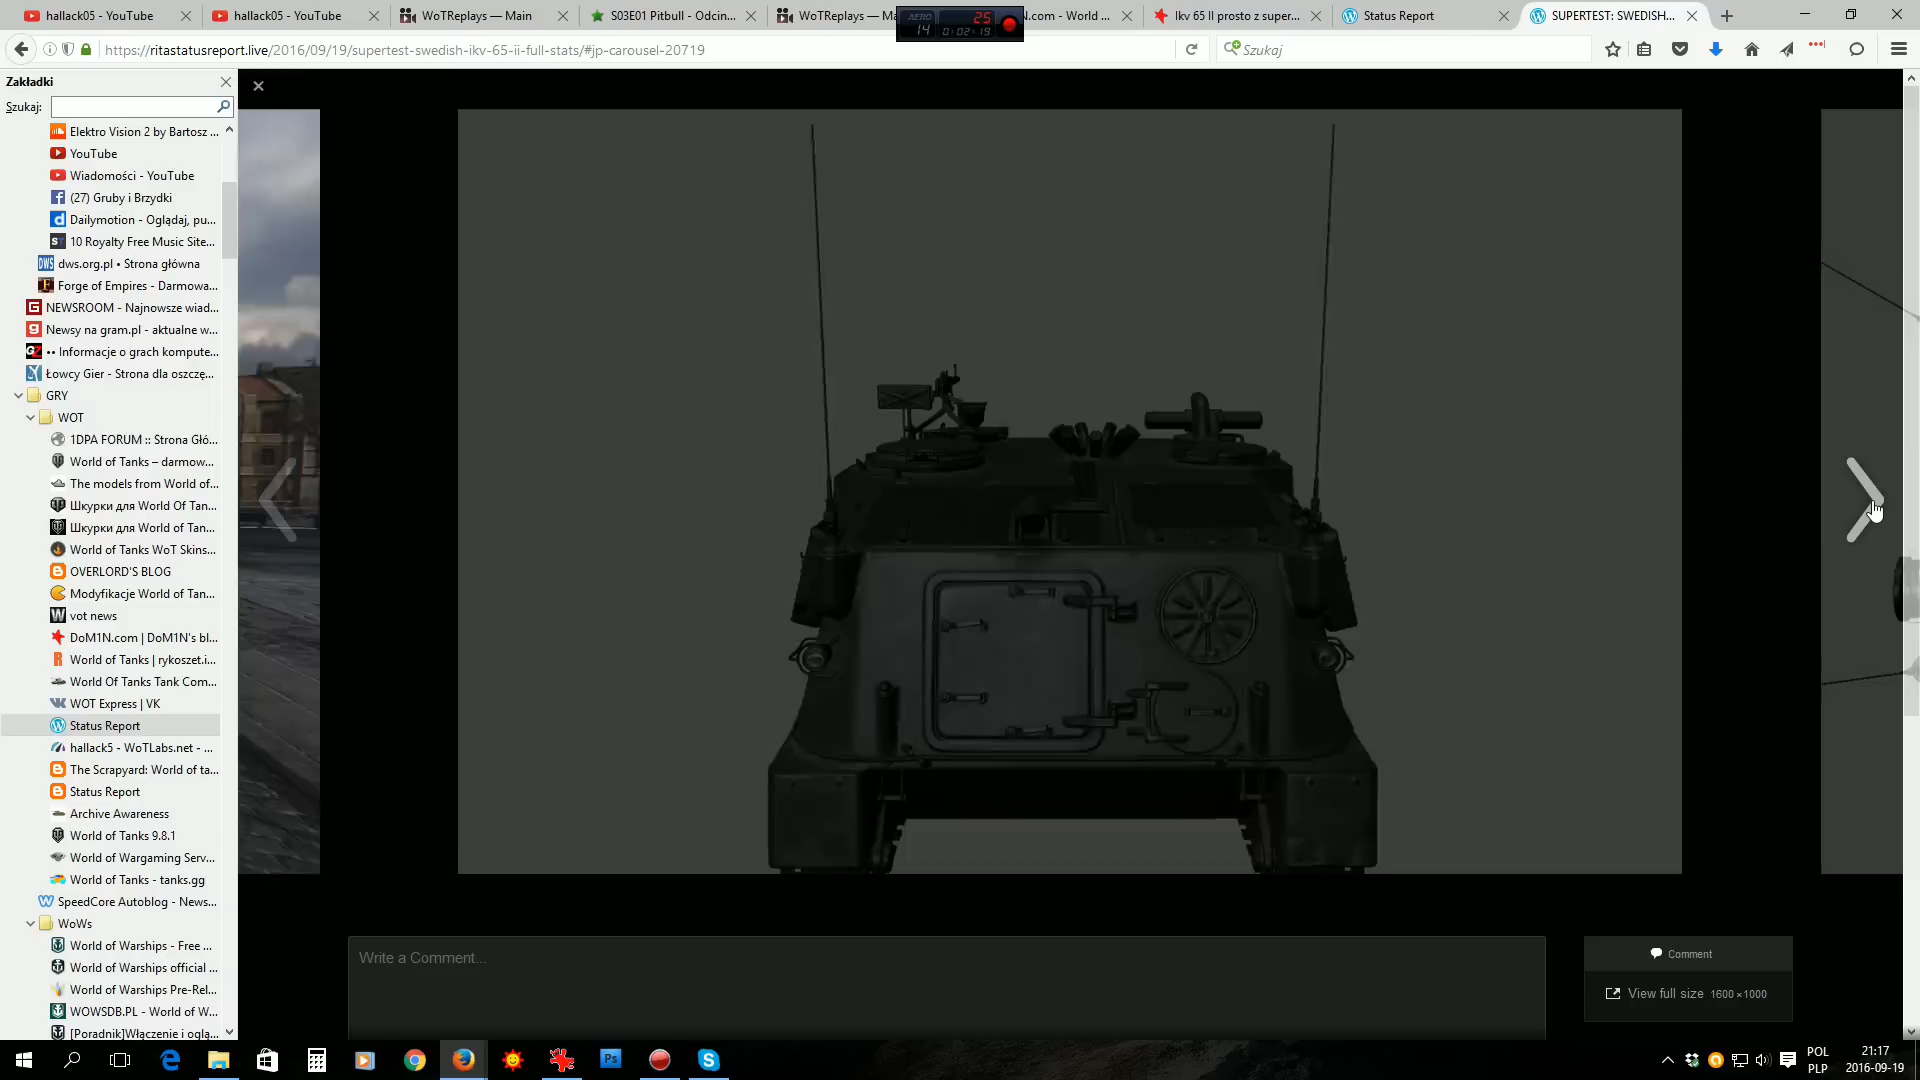 hallack05 - YouTube
hallack05 - YouTube
WoTReplays — Main
S03E01 Pitbull - Odcin...
WoTReplays — Ma
N.com - World ...
Ikv 65 II prosto z super...
Status Report
SUPERTEST: SWEDISH...
AERO
14
25
0:02:19
https://ritastatusreport.live/2016/09/19/supertest-swedish-ikv-65-ii-full-stats/#jp-carousel-20719
Szukaj
Zakładki
Szukaj:
Elektro Vision 2 by Bartosz ...
YouTube
Wiadomości - YouTube
(27) Gruby i Brzydki
Dailymotion - Oglądaj, pu...
10 Royalty Free Music Site...
dws.org.pl • Strona główna
Forge of Empires - Darmowa...
NEWSROOM - Najnowsze wiad...
Newsy na gram.pl - aktualne w...
•• Informacje o grach kompute...
Łowcy Gier - Strona dla oszczę...
GRY
WOT
1DPA FORUM :: Strona Głó...
World of Tanks – darmow...
The models from World of...
Шкурки для World Of Tan...
Шкурки для World of Tan...
World of Tanks WoT Skins...
OVERLORD'S BLOG
Modyfikacje World of Tan...
vot news
DoM1N.com | DoM1N's bl...
World of Tanks | rykoszet.i...
World Of Tanks Tank Com...
WOT Express | VK
Status Report
hallack5 - WoTLabs.net - ...
The Scrapyard: World of ta...
Status Report
Archive Awareness
World of Tanks 9.8.1
World of Wargaming Serv...
World of Tanks - tanks.gg
SpeedCore Autoblog - News...
WoWs
World of Warships - Free ...
World of Warships official ...
World of Warships Pre-Rel...
WOWSDB.PL - World of W...
[Poradnik]Włączenie i oglą...
Write a Comment...
Comment
View full size 1600×1000
POL
PLP
21:17
2016-09-19